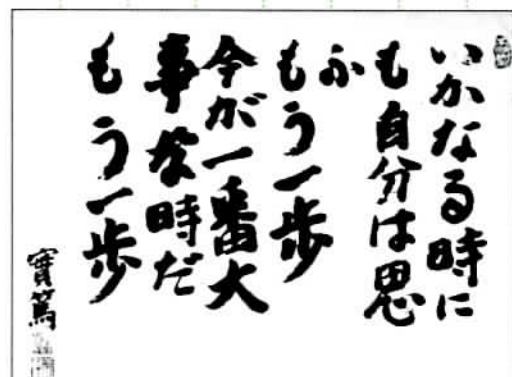 いかなる時に
も自分は思
ふ
もう一歩
今が一番大
事な時だ
もう一歩
實篤